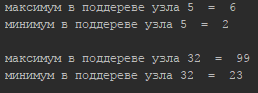 максимум в поддереве узла 5  =  6
минимум в поддереве узла 5  =  2
максимум в поддереве узла 32  =  99
минимум в поддереве узла 32  =  23